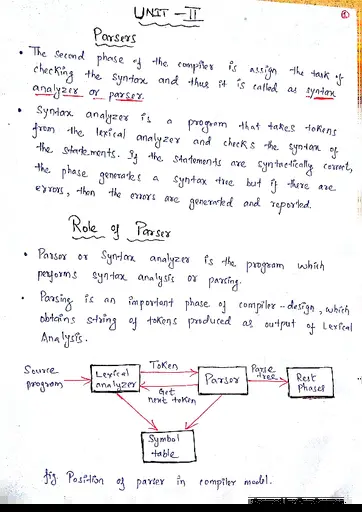 UNIT - II
Parsers
• The second phase of the compiler is assign the task of
checking the syntax and thus it is called as syntax
analyzer or parser.
• Syntax analyzer is a program that takes tokens
from the lexical analyzer and checks the syntax of
the statements. If the statements are syntactically correct,
the phase generates a syntax tree but if there are
errors, then the errors are generated and reported.
Role of Parser
• Parsor or Syntax analyzer is the program which
performs syntax analysis or parsing.
• Parsing is an important phase of compiler-design, which
obtains string of tokens produced as output of Lexical
Analysis.
Source
program
Lexical
analyzer
Token
Get
next token
Parsor
Parse
tree
Rest
Phases
Symbol
table
fig Position of parser in compiler model.